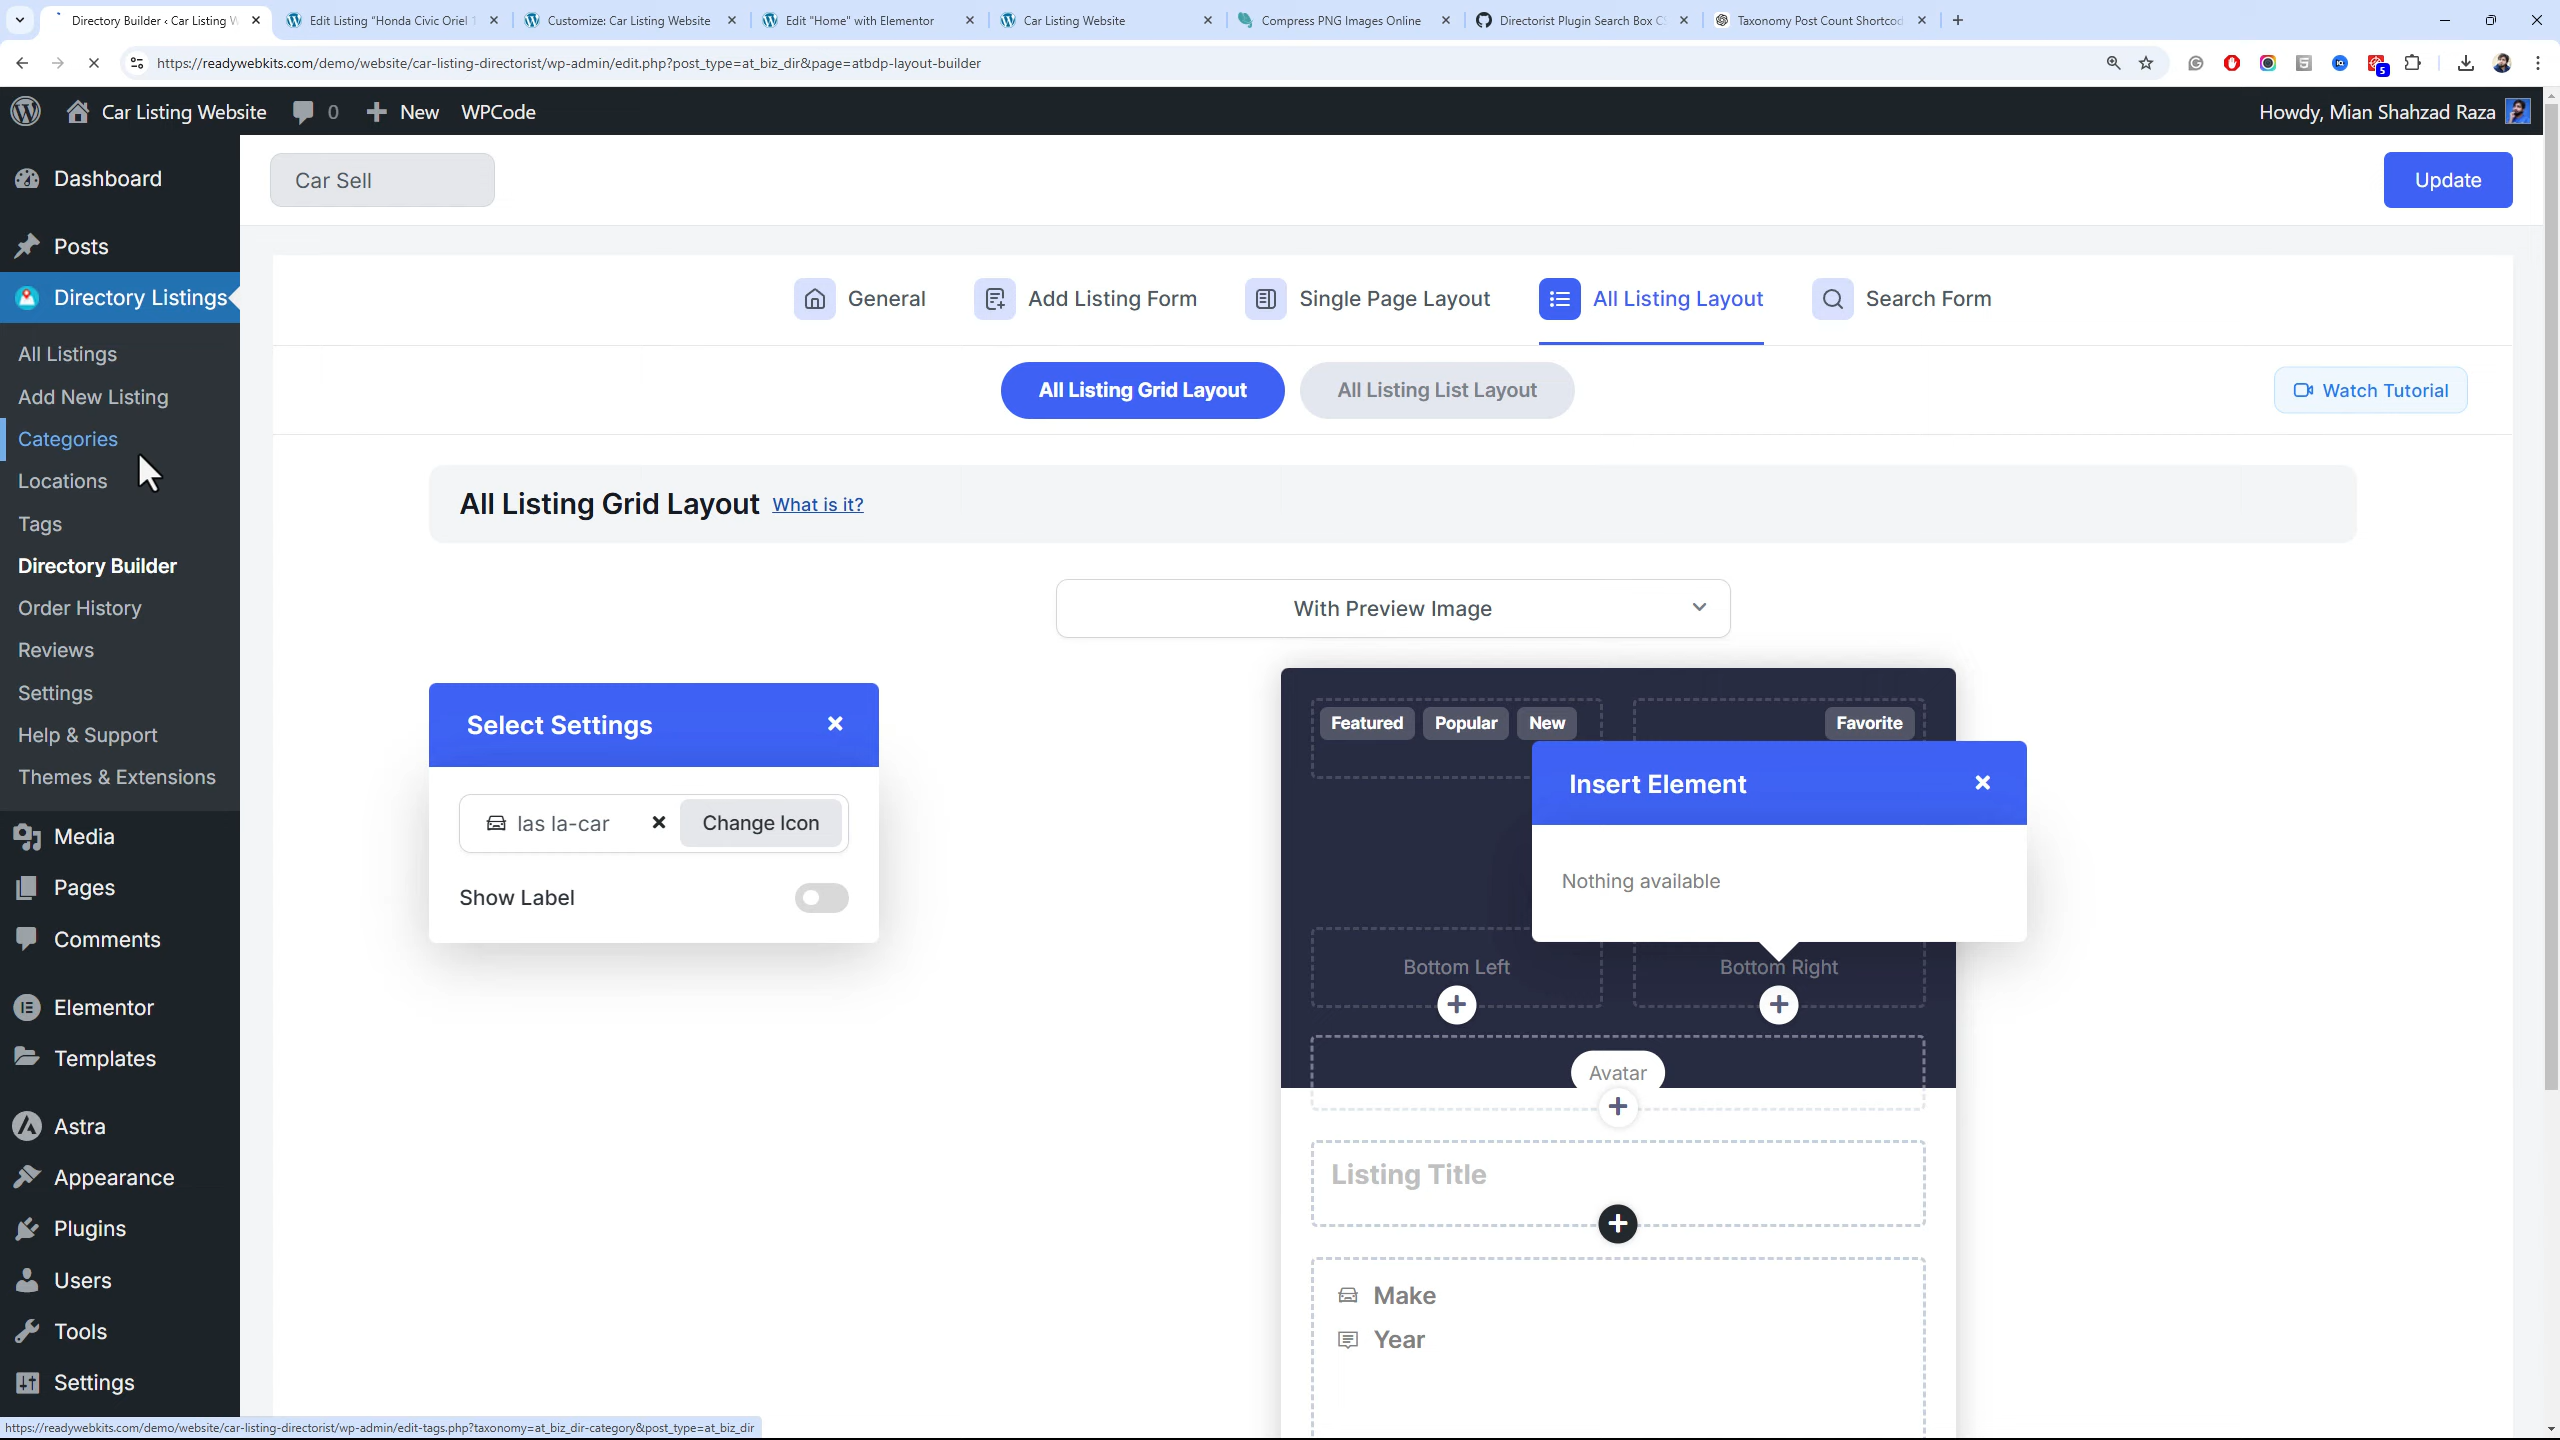 Directory Builder ‹ Car Listing W
Edit Listing "Honda Civic Oriel 1
Customize: Car Listing Website
Edit "Home" with Elementor
Car Listing Website
Compress PNG Images Online
Directorist Plugin Search Box CS
Taxonomy Post Count Shortcod
https://readywebkits.com/demo/website/car-listing-directorist/wp-admin/edit.php?post_type=at_biz_dir&page=atbdp-layout-builder
5
Car Listing Website
0
New
WPCode
Howdy, Mian Shahzad Raza
Dashboard
Posts
Directory Listings
All Listings
Add New Listing
Categories
Locations
Tags
Directory Builder
Order History
Reviews
Settings
Help & Support
Themes & Extensions
Media
Pages
Comments
Elementor
Templates
Astra
Appearance
Plugins
Users
Tools
Settings
Car Sell
Update
General
Add Listing Form
Single Page Layout
All Listing Layout
Search Form
All Listing Grid Layout
All Listing List Layout
Watch Tutorial
All Listing Grid Layout What is it?
With Preview Image
Select Settings
las la-car
Change Icon
Show Label
Featured
Popular
New
Favorite
Insert Element
Nothing available
Bottom Left
Bottom Right
Avatar
Listing Title
Make
Year
https://readywebkits.com/demo/website/car-listing-directorist/wp-admin/edit-tags.php?taxonomy=at_biz_dir-category&post_type=at_biz_dir